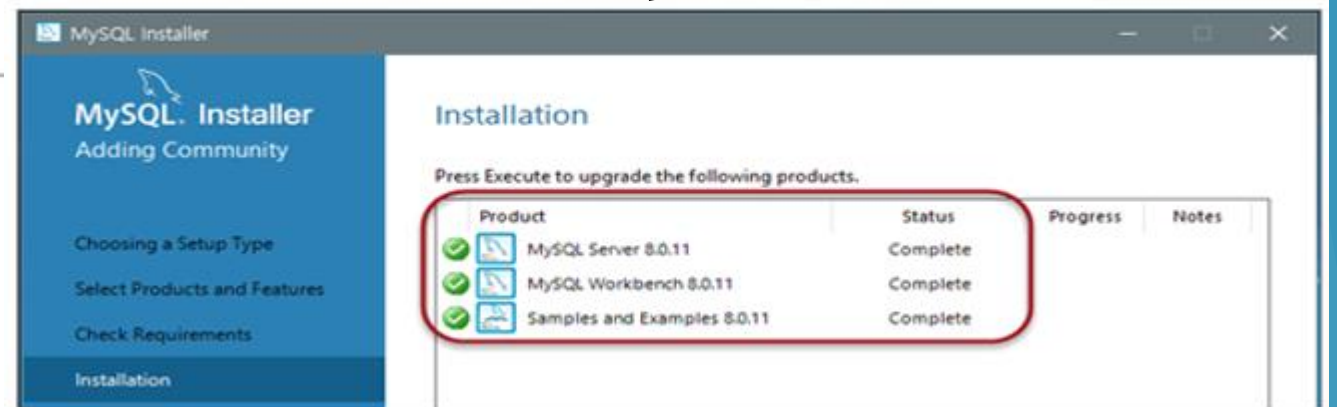 MySQL Installer
MySQL. Installer
Adding Community
Choosing a Setup Type
Select Products and Features
Check Requirements
Installation
Installation
Press Execute to upgrade the following products.
Product Status Progress Notes
MySQL Server 8.0.11 Complete
MySQL Workbench 8.0.11 Complete
Samples and Examples 8.0.11 Complete